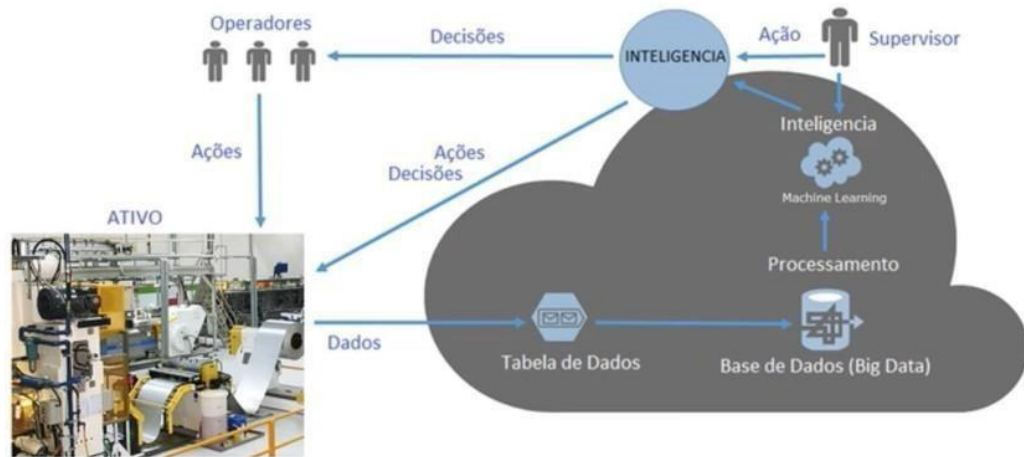 Operadores
Decisões
INTELIGENCIA
Ação
Supervisor
Inteligencia
Machine Learning
Ações
Ações
Decisões
ATIVO
Processamento
Dados
Tabela de Dados
Base de Dados (Big Data)